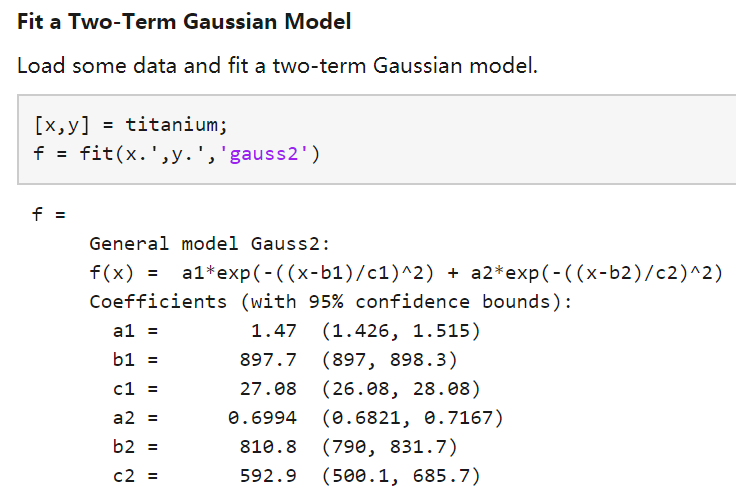 Fit a Two-Term Gaussian Model
Load some data and fit a two-term Gaussian model.
[x,y] = titanium;
f = fit(x.',y.','gauss2')
f =
General model Gauss2:
f(x) =  a1*exp(-((x-b1)/c1)^2) + a2*exp(-((x-b2)/c2)^2)
Coefficients (with 95% confidence bounds):
a1 =        1.47  (1.426, 1.515)
b1 =       897.7  (897, 898.3)
c1 =       27.08  (26.08, 28.08)
a2 =      0.6994  (0.6821, 0.7167)
b2 =       810.8  (790, 831.7)
c2 =       592.9  (500.1, 685.7)